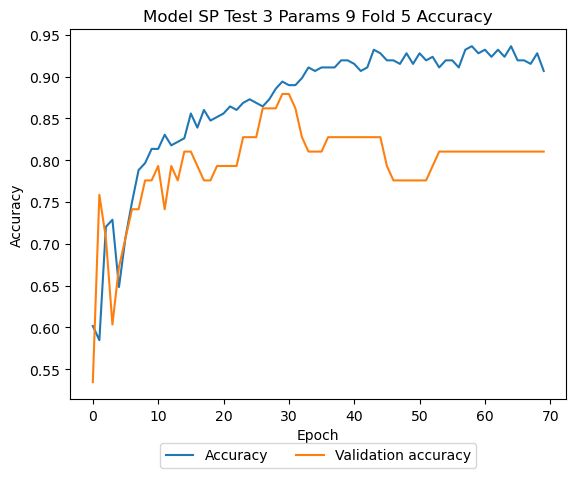 Model SP Test 3 Params 9 Fold 5 Accuracy
0.95
0.90
0.85
0.80
0.75
0.70
0.65
0.60
0.55
Accuracy
0 10 20 30 40 50 60 70
Epoch
Accuracy Validation accuracy